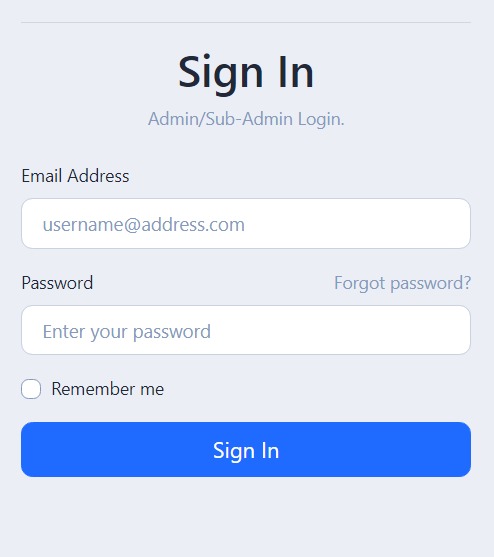 Sign In
Admin/Sub-Admin Login.
Email Address
username@address.com
Password Forgot password?
Enter your password
Remember me
Sign In